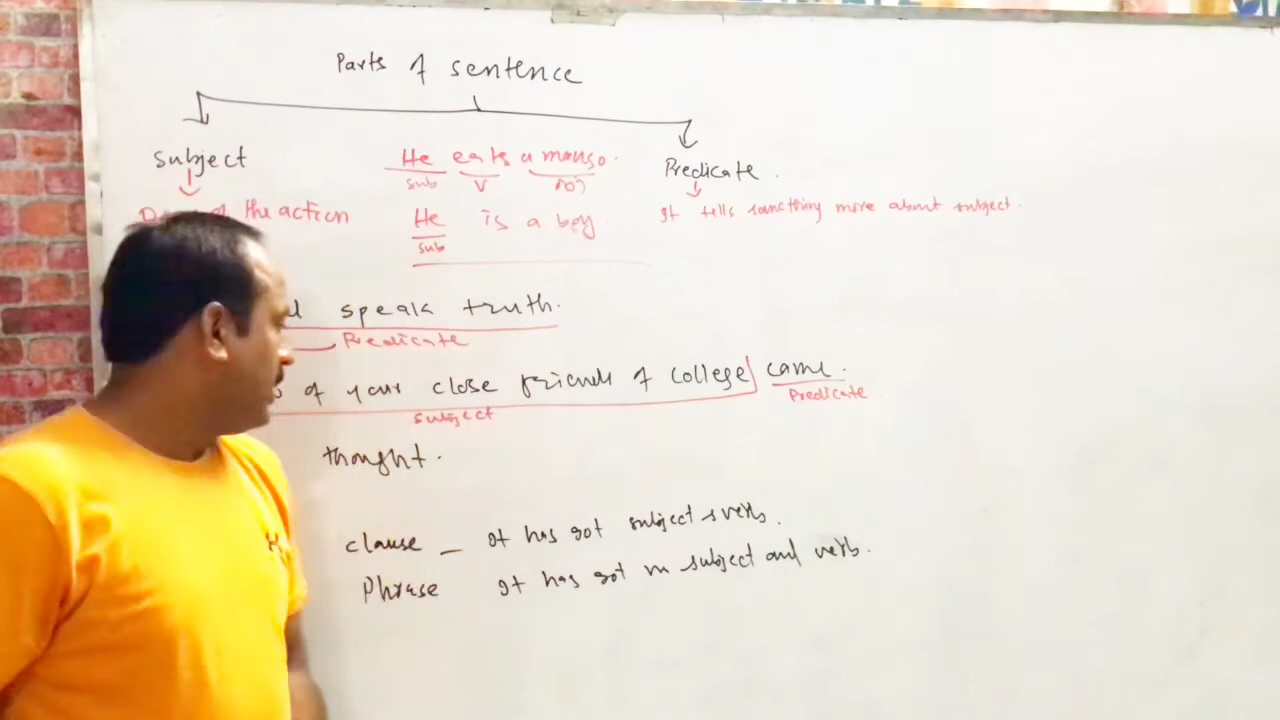 Parts of sentence
Subject
Predicate.
He eats a mango.
sub v obj
of the action
It tells something more about subject.
He is a boy
sub
speak truth.
Predicate
of your close friends of college came.
subject
Predicate
thought.
clause – It has got subject & verb.
Phrase It has got no subject and verb.